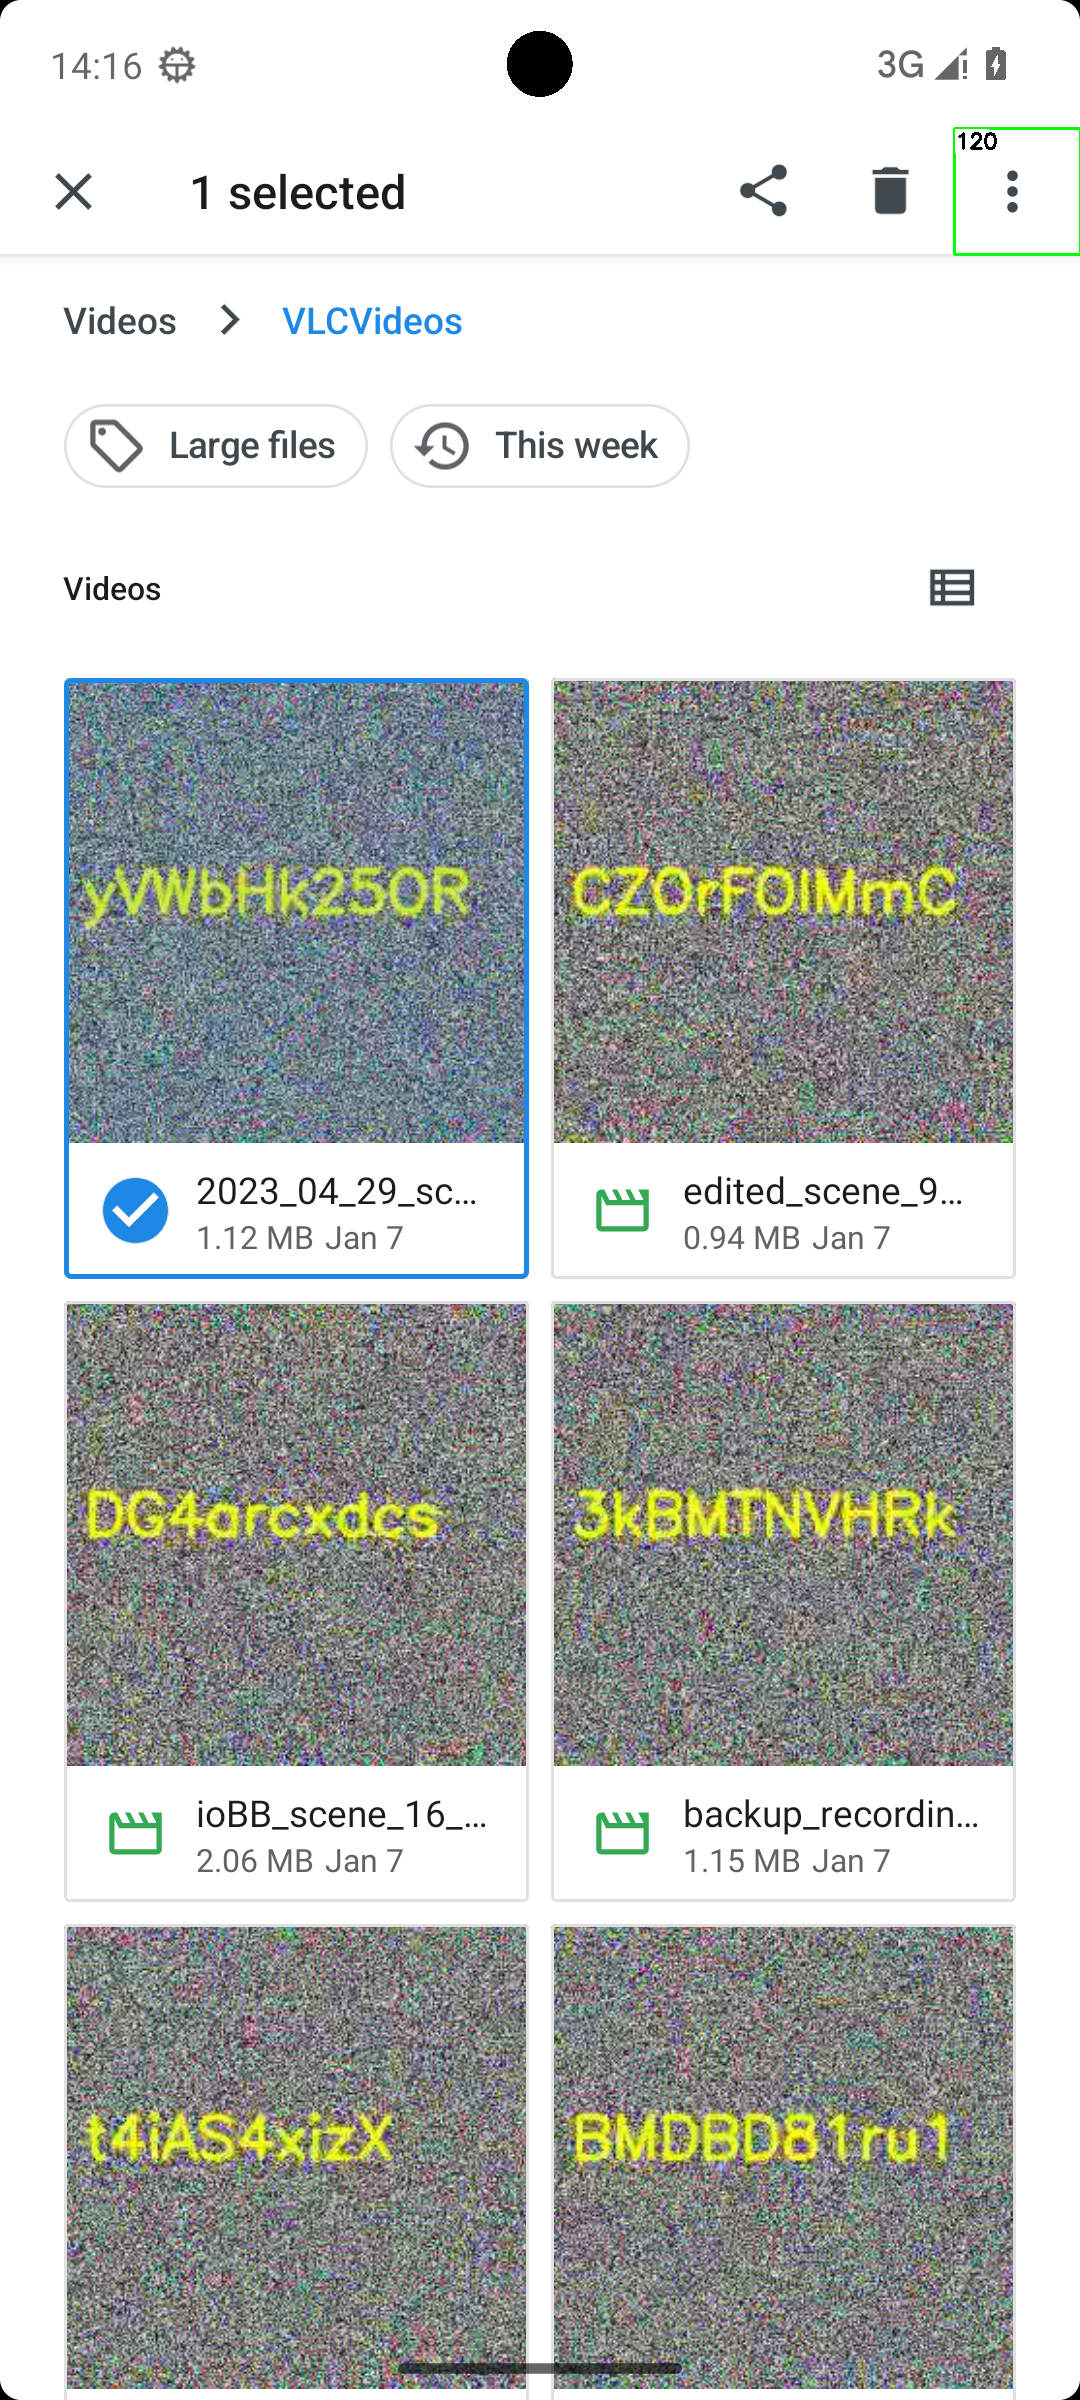 14:16
3G
120
1 selected
Videos
VLCVideos
Large files
This week
Videos
yVWbHk250R
CZOrFOIMmC
2023_04_29_sc...
1.12 MB Jan 7
edited_scene_9...
0.94 MB Jan 7
DG4arcxdcs
3kBMTNVHRk
ioBB_scene_16_...
2.06 MB Jan 7
backup_recordin...
1.15 MB Jan 7
t4iAS4xizX
BMDBD81ru1